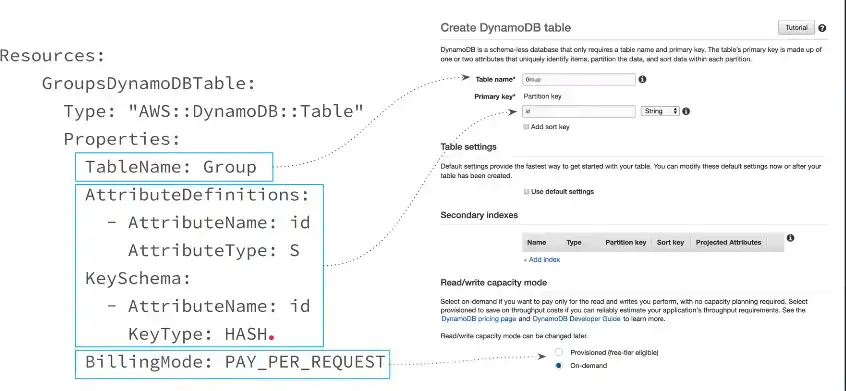 Resources:
GroupsDynamoDBTable:
Type: "AWS::DynamoDB::Table"
Properties:
TableName: Group
AttributeDefinitions:
- AttributeName: id
AttributeType: S
KeySchema:
- AttributeName: id
KeyType: HASH
BillingMode: PAY_PER_REQUEST
Create DynamoDB table
Tutorial
DynamoDB is a schema-less database that only requires a table name and primary key. The table's primary key is made up of
one or two attributes that uniquely identify items, partition the data, and sort data within each partition.
Table name* Group
Primary key* Partition key
id String
Add sort key
Table settings
Default settings provide the fastest way to get started with your table. You can modify these default settings now or after your
table has been created.
Use default settings
Secondary indexes
Name Type Partition key Sort key Projected Attributes
+ Add index
Read/write capacity mode
Select on-demand if you want to pay only for the read and writes you perform, with no capacity planning required. Select
provisioned to save on throughput costs if you can reliably estimate your application's throughput requirements. See the
DynamoDB pricing page and DynamoDB Developer Guide to learn more.
Read/write capacity mode can be changed later.
Provisioned (free-tier eligible)
On-demand